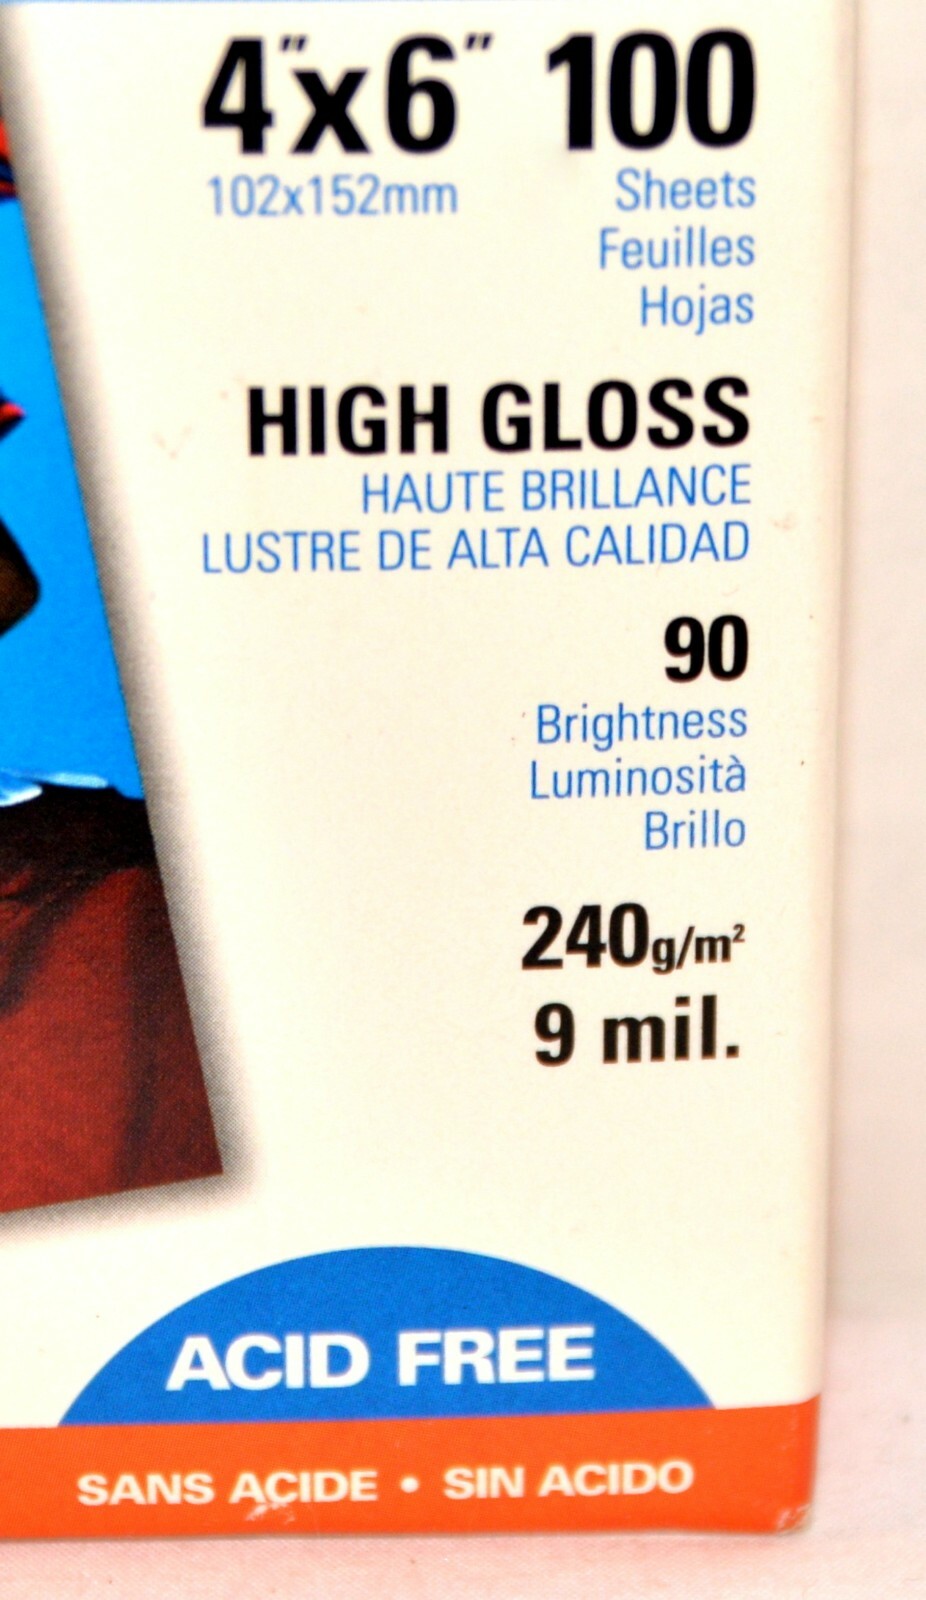 4"x6" 100
102x152mm
Sheets
Feuilles
Hojas
HIGH GLOSS
HAUTE BRILLANCE
LUSTRE DE ALTA CALIDAD
90
Brightness
Luminosità
Brillo
240g/m²
9 mil.
ACID FREE
SANS ACIDE • SIN ACIDO